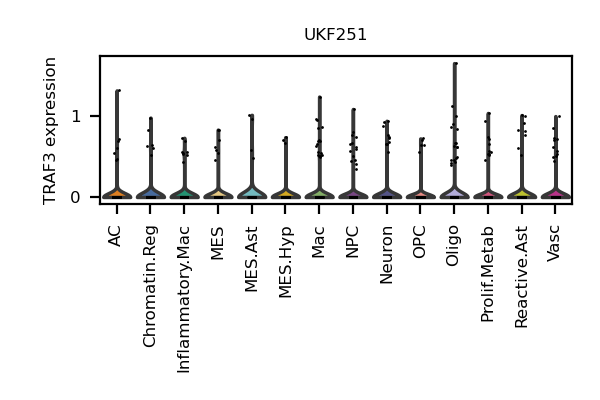 UKF251
TRAF3 expression
1
0
AC
Chromatin.Reg
Inflammatory.Mac
MES
MES.Ast
MES.Hyp
Mac
NPC
Neuron
OPC
Oligo
Prolif.Metab
Reactive.Ast
Vasc